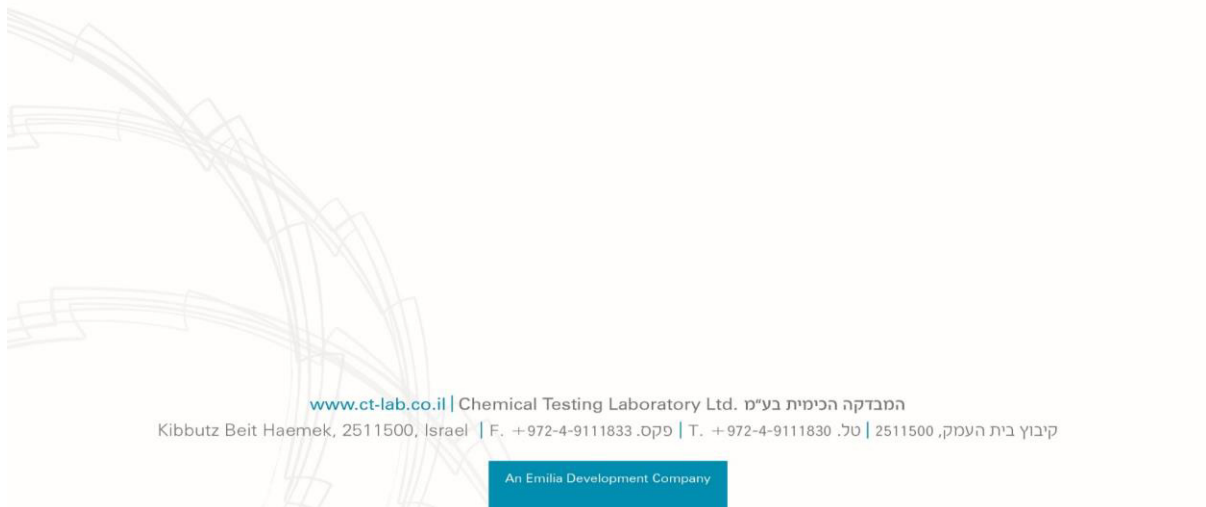 www.ct-lab.co.il | Chemical Testing Laboratory Ltd. המבדקה הכימית בע״מ
Kibbutz Beit Haemek, 2511500, Israel | F. +972-4-9111833 .פקס | T. +972-4-9111830 .טל | 2511500 ,קיבוץ בית העמק
An Emilia Development Company